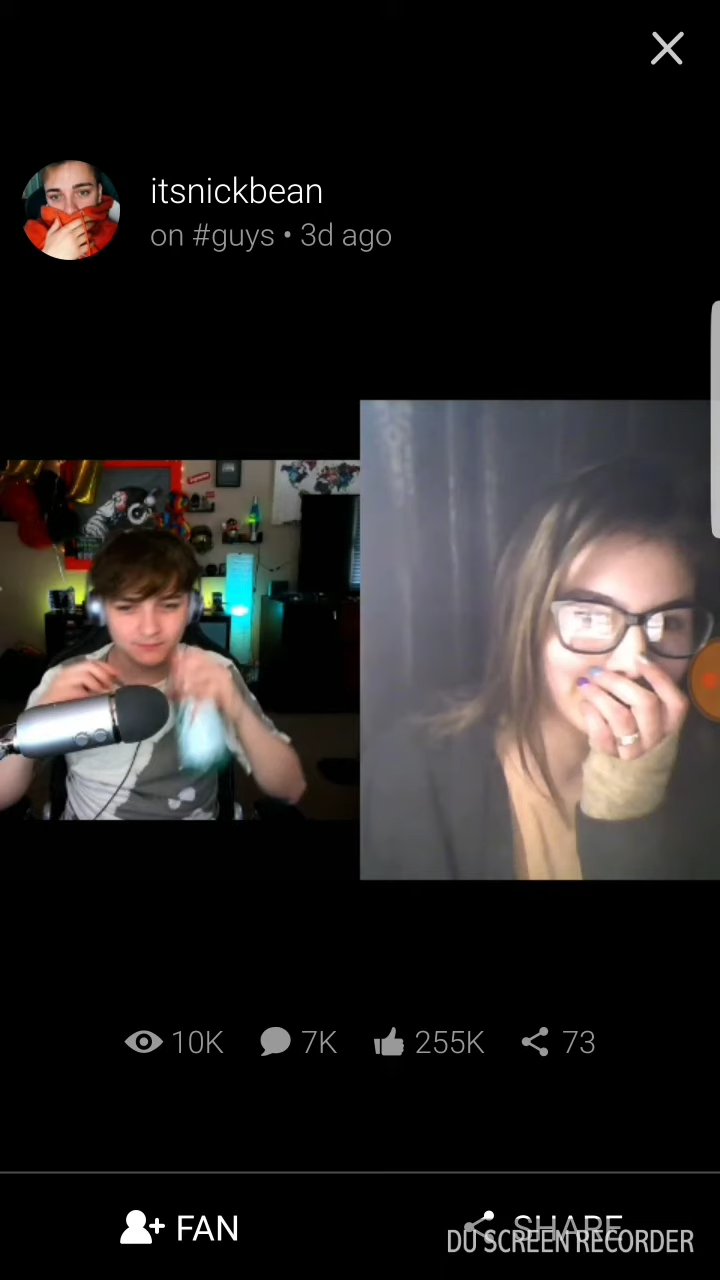 itsnickbean
on #guys • 3d ago
10K 7K 255K 73
FAN SHARE
DU SCREEN RECORDER